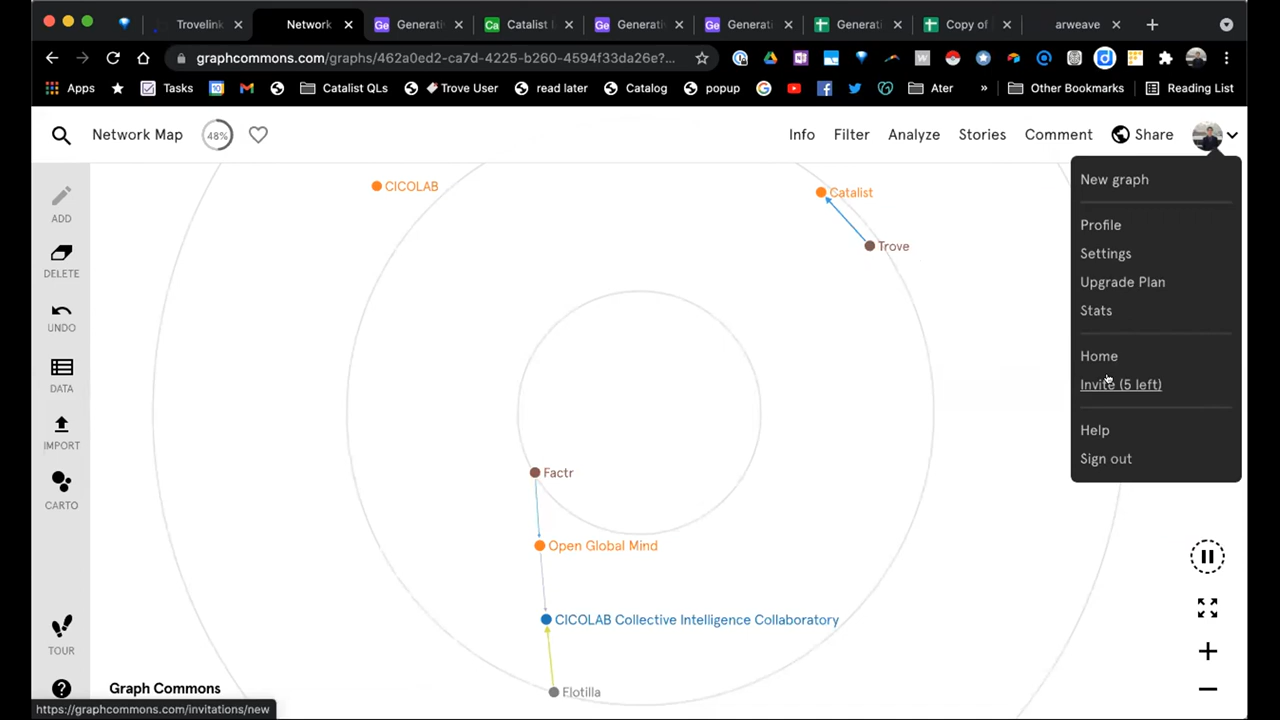 Trovelink
Network
Generati
Catalist
Generati
Generati
Generati
Copy of
arweave
graphcommons.com/graphs/462a0ed2-ca7d-4225-b260-4594f33da26e?...
Apps
Tasks
Catalist QLs
Trove User
read later
Catalog
popup
Ater
»
Other Bookmarks
Reading List
Network Map
48%
Info
Filter
Analyze
Stories
Comment
Share
New graph
Profile
Settings
Upgrade Plan
Stats
Home
Invite (5 left)
Help
Sign out
ADD
DELETE
UNDO
DATA
IMPORT
CARTO
TOUR
CICOLAB
Catalist
Trove
Factr
Open Global Mind
CICOLAB Collective Intelligence Collaboratory
Flotilla
Graph Commons
https://graphcommons.com/invitations/new